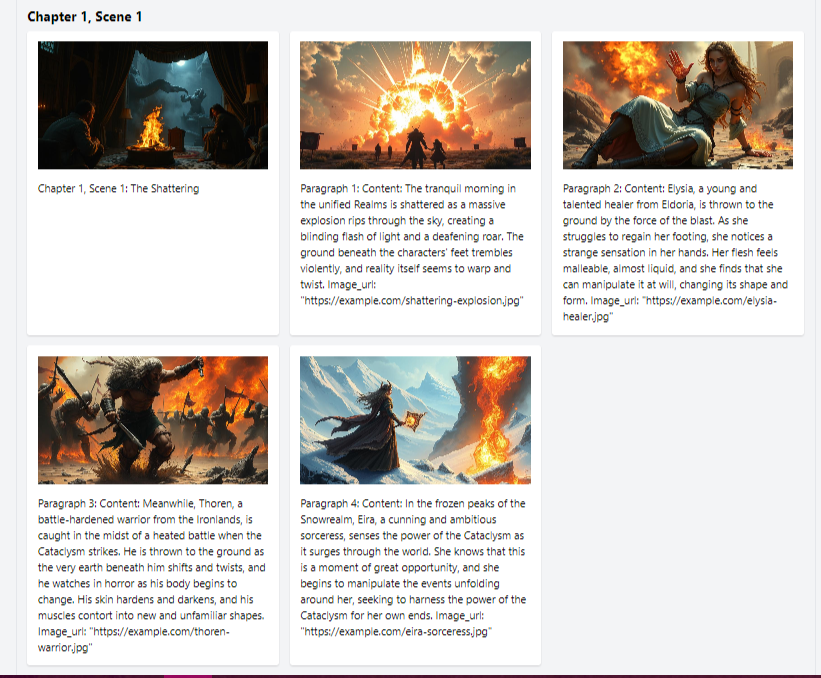 Chapter 1, Scene 1
Chapter 1, Scene 1: The Shattering
Paragraph 1: Content: The tranquil morning in
the unified Realms is shattered as a massive
explosion rips through the sky, creating a
blinding flash of light and a deafening roar. The
ground beneath the characters' feet trembles
violently, and reality itself seems to warp and
twist. Image_url:
"https://example.com/shattering-explosion.jpg"
Paragraph 2: Content: Elysia, a young and
talented healer from Eldoria, is thrown to the
ground by the force of the blast. As she
struggles to regain her footing, she notices a
strange sensation in her hands. Her flesh feels
malleable, almost liquid, and she finds that she
can manipulate it at will, changing its shape and
form. Image_url: "https://example.com/elysia-
healer.jpg"
Paragraph 3: Content: Meanwhile, Thoren, a
battle-hardened warrior from the Ironlands, is
caught in the midst of a heated battle when the
Cataclysm strikes. He is thrown to the ground as
the very earth beneath him shifts and twists, and
he watches in horror as his body begins to
change. His skin hardens and darkens, and his
muscles contort into new and unfamiliar shapes.
Image_url: "https://example.com/thoren-
warrior.jpg"
Paragraph 4: Content: In the frozen peaks of the
Snowrealm, Eira, a cunning and ambitious
sorceress, senses the power of the Cataclysm as
it surges through the world. She knows that this
is a moment of great opportunity, and she
begins to manipulate the events unfolding
around her, seeking to harness the power of the
Cataclysm for her own ends. Image_url:
"https://example.com/eira-sorceress.jpg"